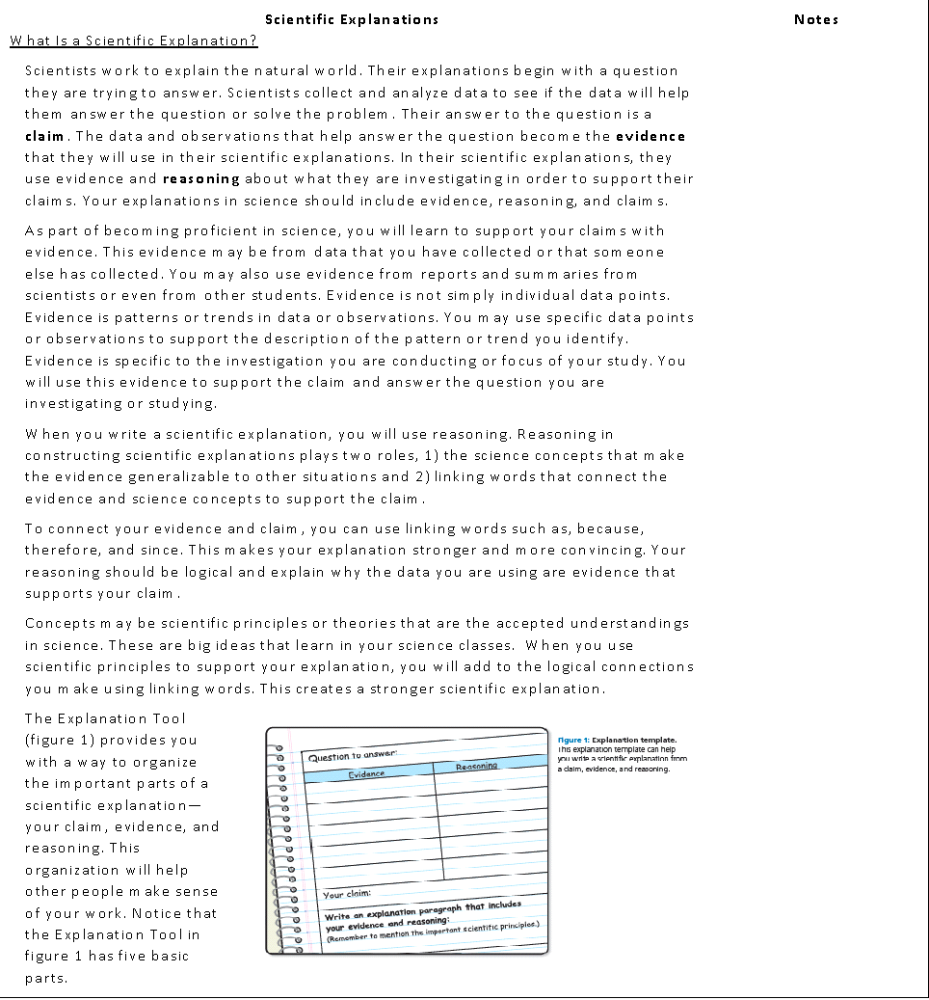 Scientific Explanations
Notes
What Is a Scientific Explanation?
Scientists work to explain the natural world. Their explanations begin with a question
they are trying to answer. Scientists collect and analyze data to see if the data will help
them answer the question or solve the problem. Their answer to the question is a
claim. The data and observations that help answer the question become the evidence
that they will use in their scientific explanations. In their scientific explanations, they
use evidence and reasoning about what they are investigating in order to support their
claims. Your explanations in science should include evidence, reasoning, and claims.
As part of becoming proficient in science, you will learn to support your claims with
evidence. This evidence may be from data that you have collected or that someone
else has collected. You may also use evidence from reports and summaries from
scientists or even from other students. Evidence is not simply individual data points.
Evidence is patterns or trends in data or observations. You may use specific data points
or observations to support the description of the pattern or trend you identify.
Evidence is specific to the investigation you are conducting or focus of your study. You
will use this evidence to support the claim and answer the question you are
investigating or studying.
When you write a scientific explanation, you will use reasoning. Reasoning in
constructing scientific explanations plays two roles, 1) the science concepts that make
the evidence generalizable to other situations and 2) linking words that connect the
evidence and science concepts to support the claim.
To connect your evidence and claim, you can use linking words such as, because,
therefore, and since. This makes your explanation stronger and more convincing. Your
reasoning should be logical and explain why the data you are using are evidence that
supports your claim.
Concepts may be scientific principles or theories that are the accepted understandings
in science. These are big ideas that learn in your science classes. When you use
scientific principles to support your explanation, you will add to the logical connections
you make using linking words. This creates a stronger scientific explanation.
The Explanation Tool
(figure 1) provides you
with a way to organize
the important parts of a
scientific explanation—
your claim, evidence, and
reasoning. This
organization will help
other people make sense
of your work. Notice that
the Explanation Tool in
figure 1 has five basic
parts.
Question to answer:
Evidence
Reasoning
Your claim:
Write an explanation paragraph that includes
your evidence and reasoning:
(Remember to mention the important scientific principles.)
Figure 1: Explanation template.
This explanation template can help
you write a scientific explanation from
a claim, evidence, and reasoning.